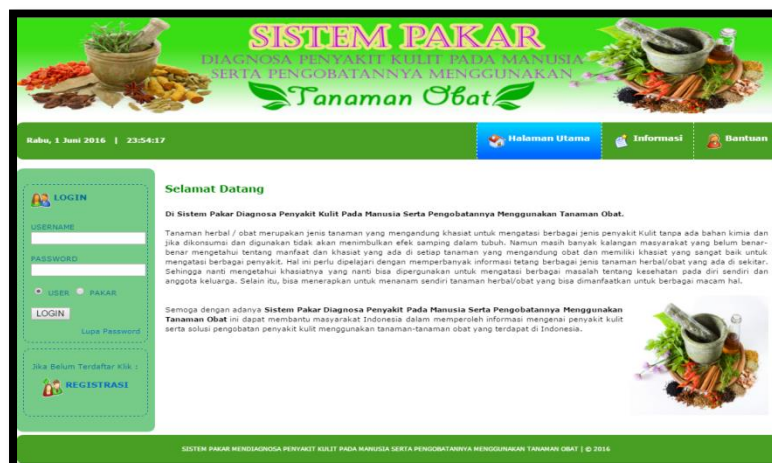 SISTEM PAKAR
DIAGNOSA PENYAKIT KULIT PADA MANUSIA
SERTA PENGOBATANNYA MENGGUNAKAN
Tanaman Obat
Rabu, 1 Juni 2016 | 23:54:17
Halaman Utama
Informasi
Bantuan
LOGIN
USERNAME
PASSWORD
USER PAKAR
LOGIN
Lupa Password
Jika Belum Terdaftar Klik :
REGISTRASI
Selamat Datang
Di Sistem Pakar Diagnosa Penyakit Kulit Pada Manusia Serta Pengobatannya Menggunakan Tanaman Obat.
Tanaman herbal / obat merupakan jenis tanaman yang mengandung khasiat untuk mengatasi berbagai jenis penyakit Kulit tanpa ada bahan kimia dan
jika dikonsumsi dan digunakan tidak akan menimbulkan efek samping dalam tubuh. Namun masih banyak kalangan masyarakat yang belum benar-
benar mengetahui tentang manfaat dan khasiat yang ada di setiap tanaman yang mengandung obat dan memiliki khasiat yang sangat baik untuk
mengatasi berbagai penyakit. Hal ini perlu dipelajari dengan memperbanyak informasi tetang berbagai jenis tanaman herbal/obat yang ada di sekitar.
Sehingga nanti mengetahui khasiatnya yang nanti bisa dipergunakan untuk mengatasi berbagai masalah tentang kesehatan pada diri sendiri dan
anggota keluarga. Selain itu, bisa menerapkan untuk menanam sendiri tanaman herbal/obat yang bisa dimanfaatkan untuk berbagai macam hal.
Semoga dengan adanya Sistem Pakar Diagnosa Penyakit Pada Manusia Serta Pengobatannya Menggunakan
Tanaman Obat ini dapat membantu masyarakat Indonesia dalam memperoleh informasi mengenai penyakit kulit
serta solusi pengobatan penyakit kulit menggunakan tanaman-tanaman obat yang terdapat di Indonesia.
SISTEM PAKAR MENDIAGNOSA PENYAKIT KULIT PADA MANUSIA SERTA PENGOBATANNYA MENGGUNAKAN TANAMAN OBAT | © 2016